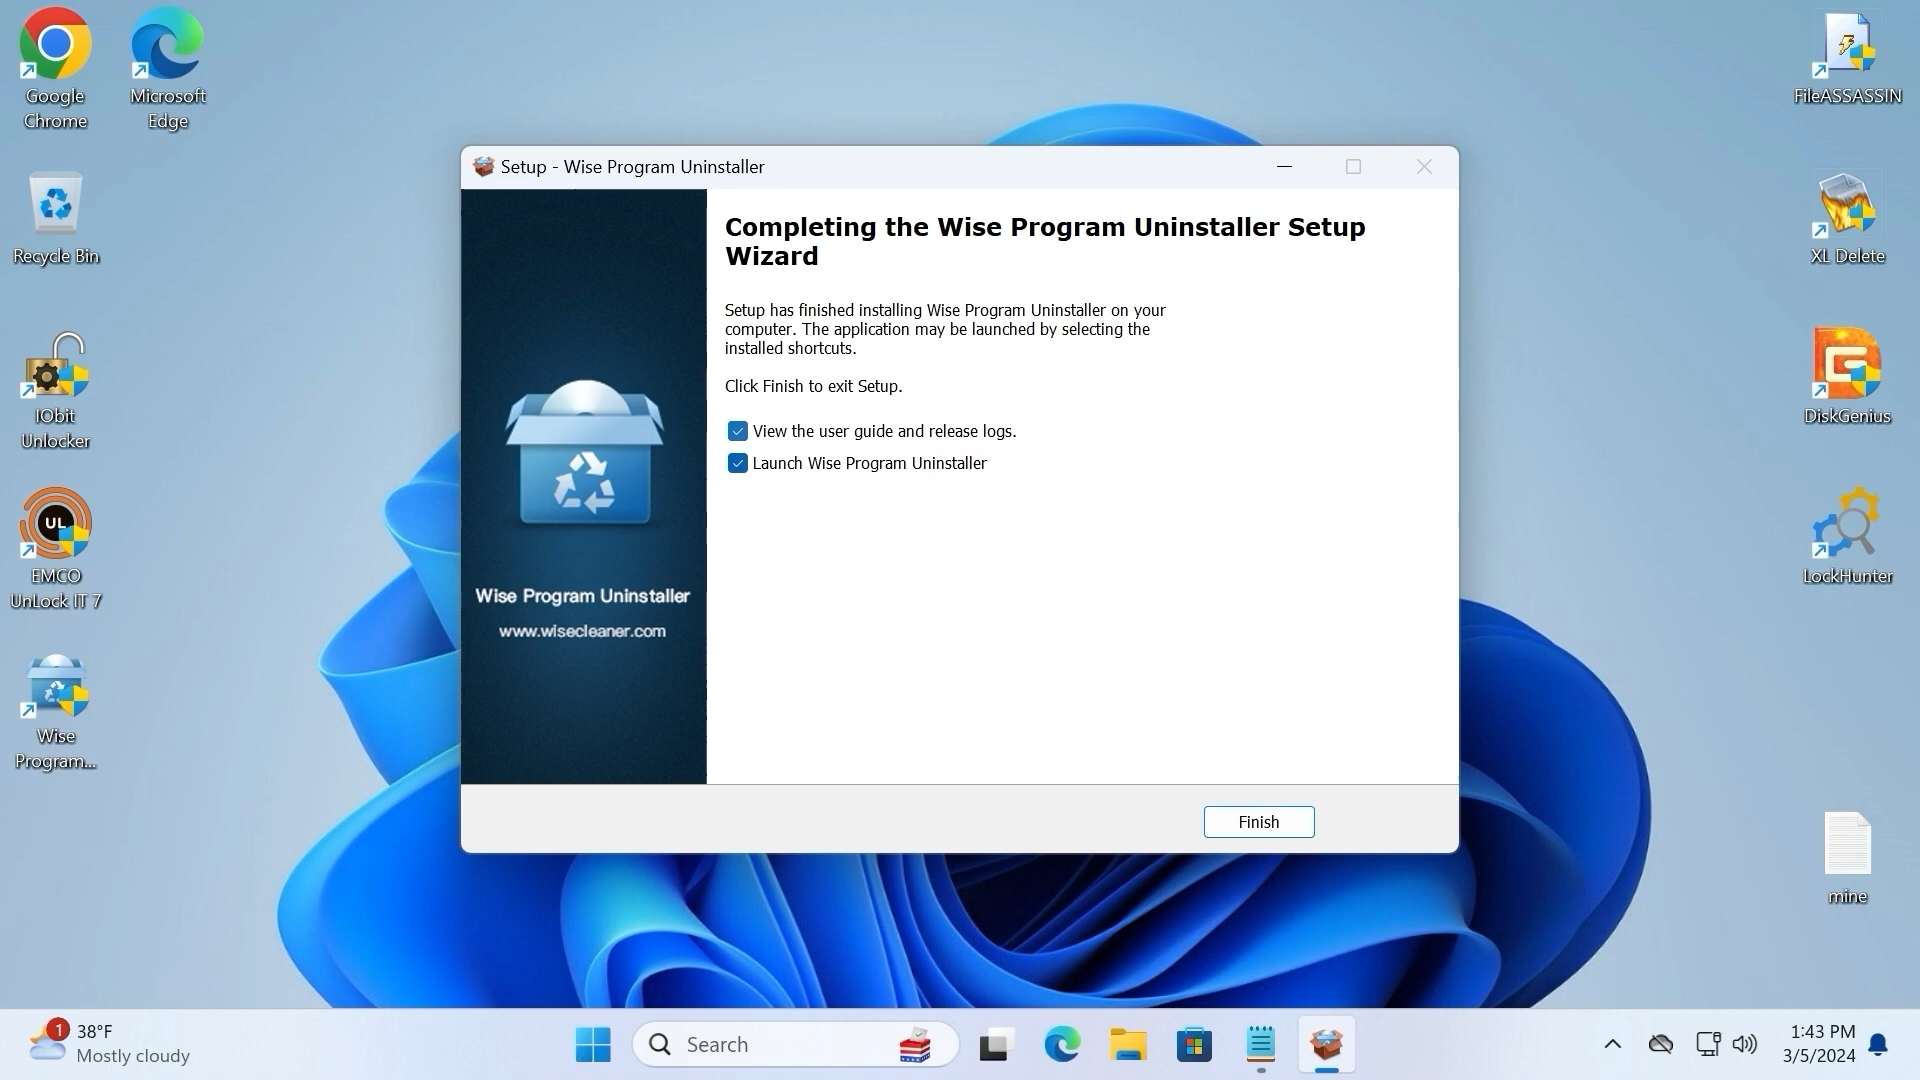 Google
Chrome
Microsoft
Edge
Recycle Bin
IObit
Unlocker
UL
EMCO
UnLock IT 7
Wise
Program...
Setup - Wise Program Uninstaller
Completing the Wise Program Uninstaller Setup
Wizard
Setup has finished installing Wise Program Uninstaller on your
computer. The application may be launched by selecting the
installed shortcuts.
Click Finish to exit Setup.
View the user guide and release logs.
Launch Wise Program Uninstaller
Wise Program Uninstaller
www.wisecleaner.com
Finish
FileASSASSIN
XL Delete
DiskGenius
LockHunter
mine
1
38°F
Mostly cloudy
Search
1:43 PM
3/5/2024